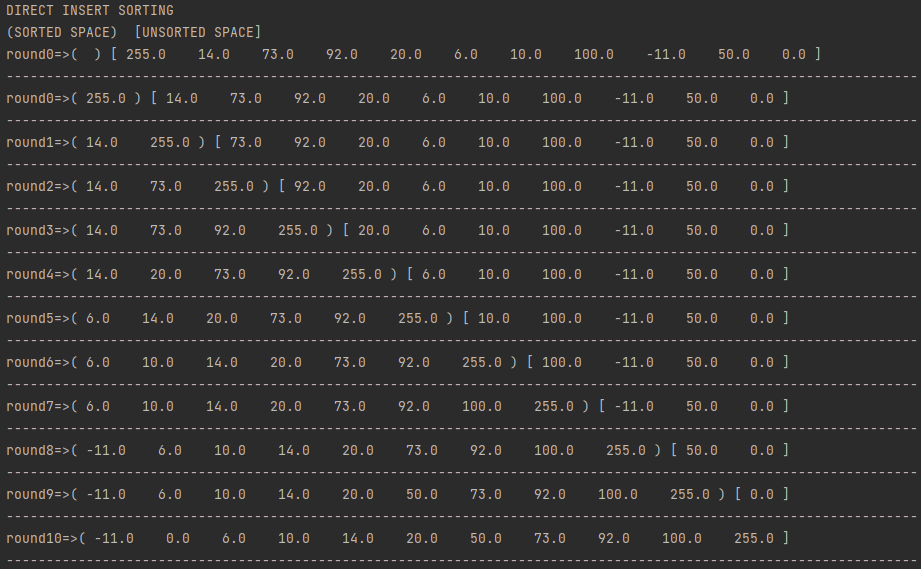 DIRECT INSERT SORTING
(SORTED SPACE)  [UNSORTED SPACE]
round0=>(  ) [ 255.0    14.0    73.0    92.0    20.0    6.0    10.0    100.0    -11.0    50.0    0.0 ]
------------------------------------------------------------------------------------------------------------------
round0=>( 255.0 ) [ 14.0    73.0    92.0    20.0    6.0    10.0    100.0    -11.0    50.0    0.0 ]
------------------------------------------------------------------------------------------------------------------
round1=>( 14.0    255.0 ) [ 73.0    92.0    20.0    6.0    10.0    100.0    -11.0    50.0    0.0 ]
------------------------------------------------------------------------------------------------------------------
round2=>( 14.0    73.0    255.0 ) [ 92.0    20.0    6.0    10.0    100.0    -11.0    50.0    0.0 ]
------------------------------------------------------------------------------------------------------------------
round3=>( 14.0    73.0    92.0    255.0 ) [ 20.0    6.0    10.0    100.0    -11.0    50.0    0.0 ]
------------------------------------------------------------------------------------------------------------------
round4=>( 14.0    20.0    73.0    92.0    255.0 ) [ 6.0    10.0    100.0    -11.0    50.0    0.0 ]
------------------------------------------------------------------------------------------------------------------
round5=>( 6.0    14.0    20.0    73.0    92.0    255.0 ) [ 10.0    100.0    -11.0    50.0    0.0 ]
------------------------------------------------------------------------------------------------------------------
round6=>( 6.0    10.0    14.0    20.0    73.0    92.0    255.0 ) [ 100.0    -11.0    50.0    0.0 ]
------------------------------------------------------------------------------------------------------------------
round7=>( 6.0    10.0    14.0    20.0    73.0    92.0    100.0    255.0 ) [ -11.0    50.0    0.0 ]
------------------------------------------------------------------------------------------------------------------
round8=>( -11.0    6.0    10.0    14.0    20.0    73.0    92.0    100.0    255.0 ) [ 50.0    0.0 ]
------------------------------------------------------------------------------------------------------------------
round9=>( -11.0    6.0    10.0    14.0    20.0    50.0    73.0    92.0    100.0    255.0 ) [ 0.0 ]
------------------------------------------------------------------------------------------------------------------
round10=>( -11.0    0.0    6.0    10.0    14.0    20.0    50.0    73.0    92.0    100.0    255.0 ]
------------------------------------------------------------------------------------------------------------------